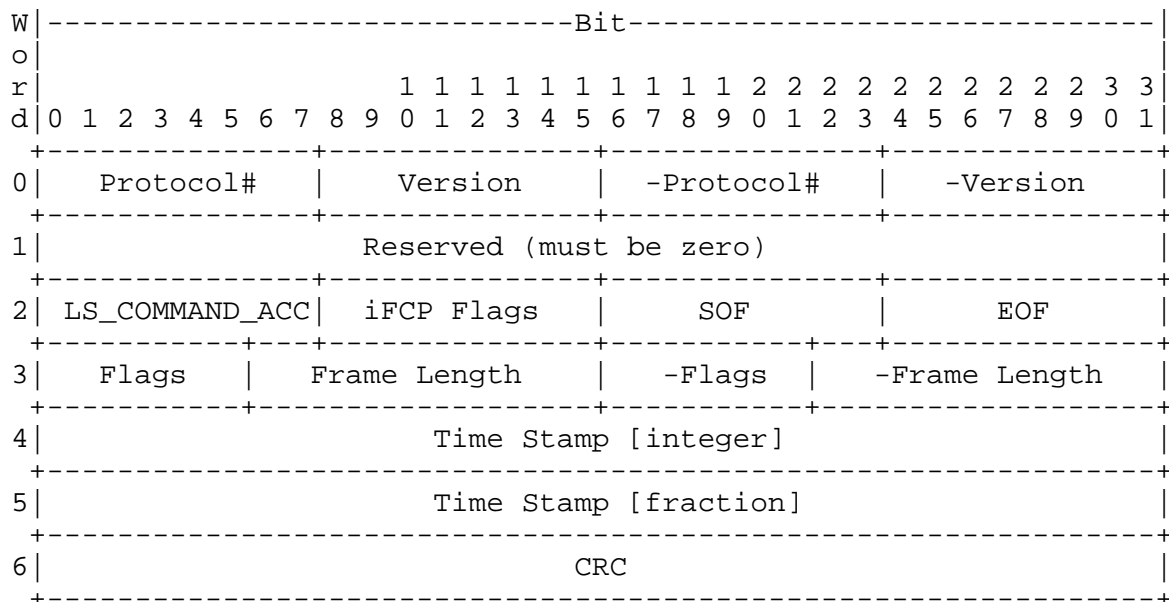 W|------------------------------Bit------------------------------|
o|                                                               |
r|                    1 1 1 1 1 1 1 1 1 1 2 2 2 2 2 2 2 2 2 2 3 3|
d|0 1 2 3 4 5 6 7 8 9 0 1 2 3 4 5 6 7 8 9 0 1 2 3 4 5 6 7 8 9 0 1|
 +---------------+---------------+---------------+---------------+
0|   Protocol#   |    Version    |  -Protocol#   |   -Version    |
 +---------------+---------------+---------------+---------------+
1|                  Reserved (must be zero)                      |
 +---------------+---------------+---------------+---------------+
2| LS_COMMAND_ACC|  iFCP Flags   |     SOF       |      EOF      |
 +-----------+---+---------------+-----------+---+---------------+
3|   Flags   |   Frame Length    |   -Flags  |   -Frame Length   |
 +-----------+-------------------+-----------+-------------------+
4|                      Time Stamp [integer]                     |
 +---------------------------------------------------------------+
5|                      Time Stamp [fraction]                    |
 +---------------------------------------------------------------+
6|                              CRC                              |
 +---------------------------------------------------------------+